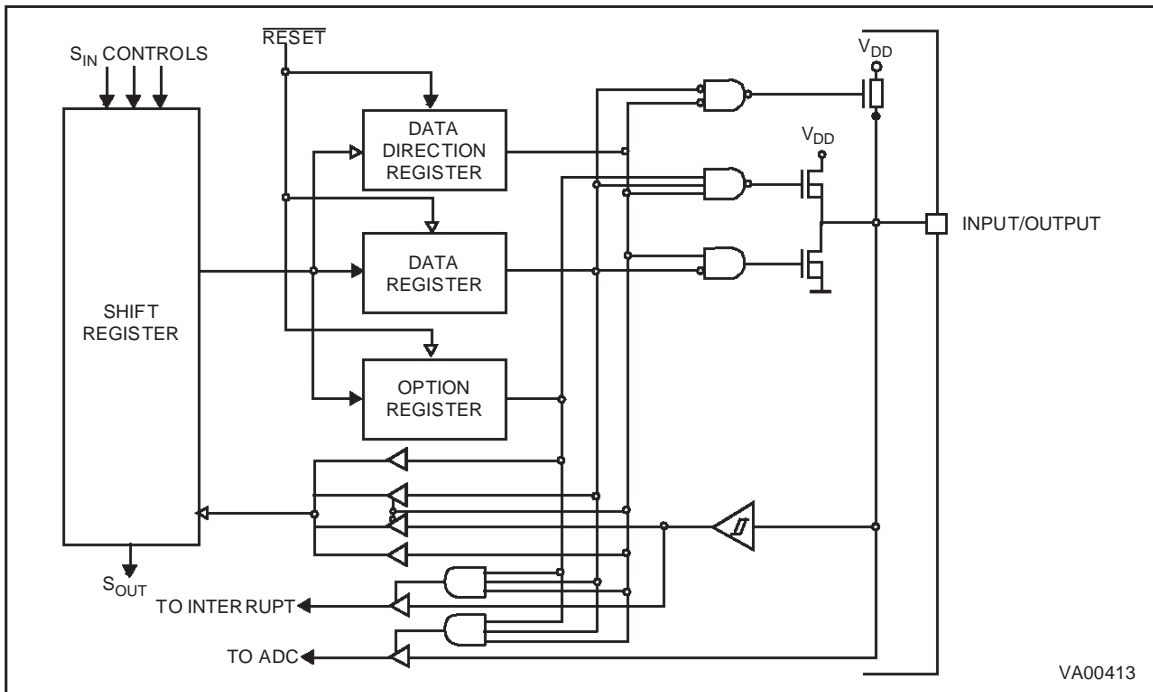 RESET
S_IN CONTROLS
V_DD
DATA
DIRECTION
REGISTER
V_DD
INPUT/OUTPUT
DATA
REGISTER
SHIFT
REGISTER
OPTION
REGISTER
S_OUT
TO INTERRUPT
TO ADC
VA00413